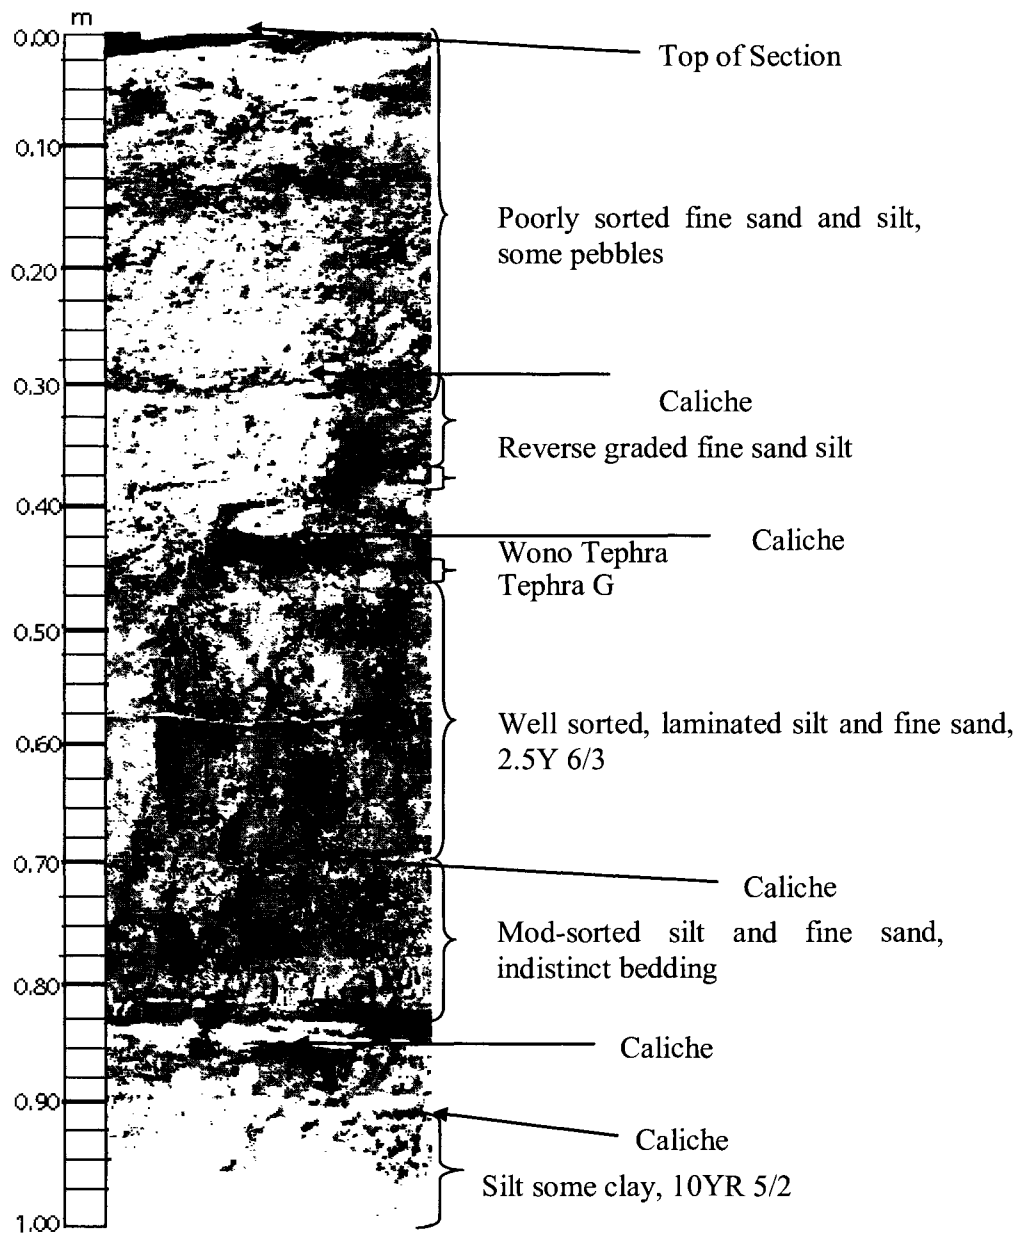 m
0.00
Top of Section
0.10
Poorly sorted fine sand and silt,
some pebbles
0.20
0.30
Caliche
Reverse graded fine sand silt
0.40
Caliche
Wono Tephra
Tephra G
0.50
Well sorted, laminated silt and fine sand,
2.5Y 6/3
0.60
0.70
Caliche
Mod-sorted silt and fine sand,
indistinct bedding
0.80
Caliche
0.90
Caliche
Silt some clay, 10YR 5/2
1.00